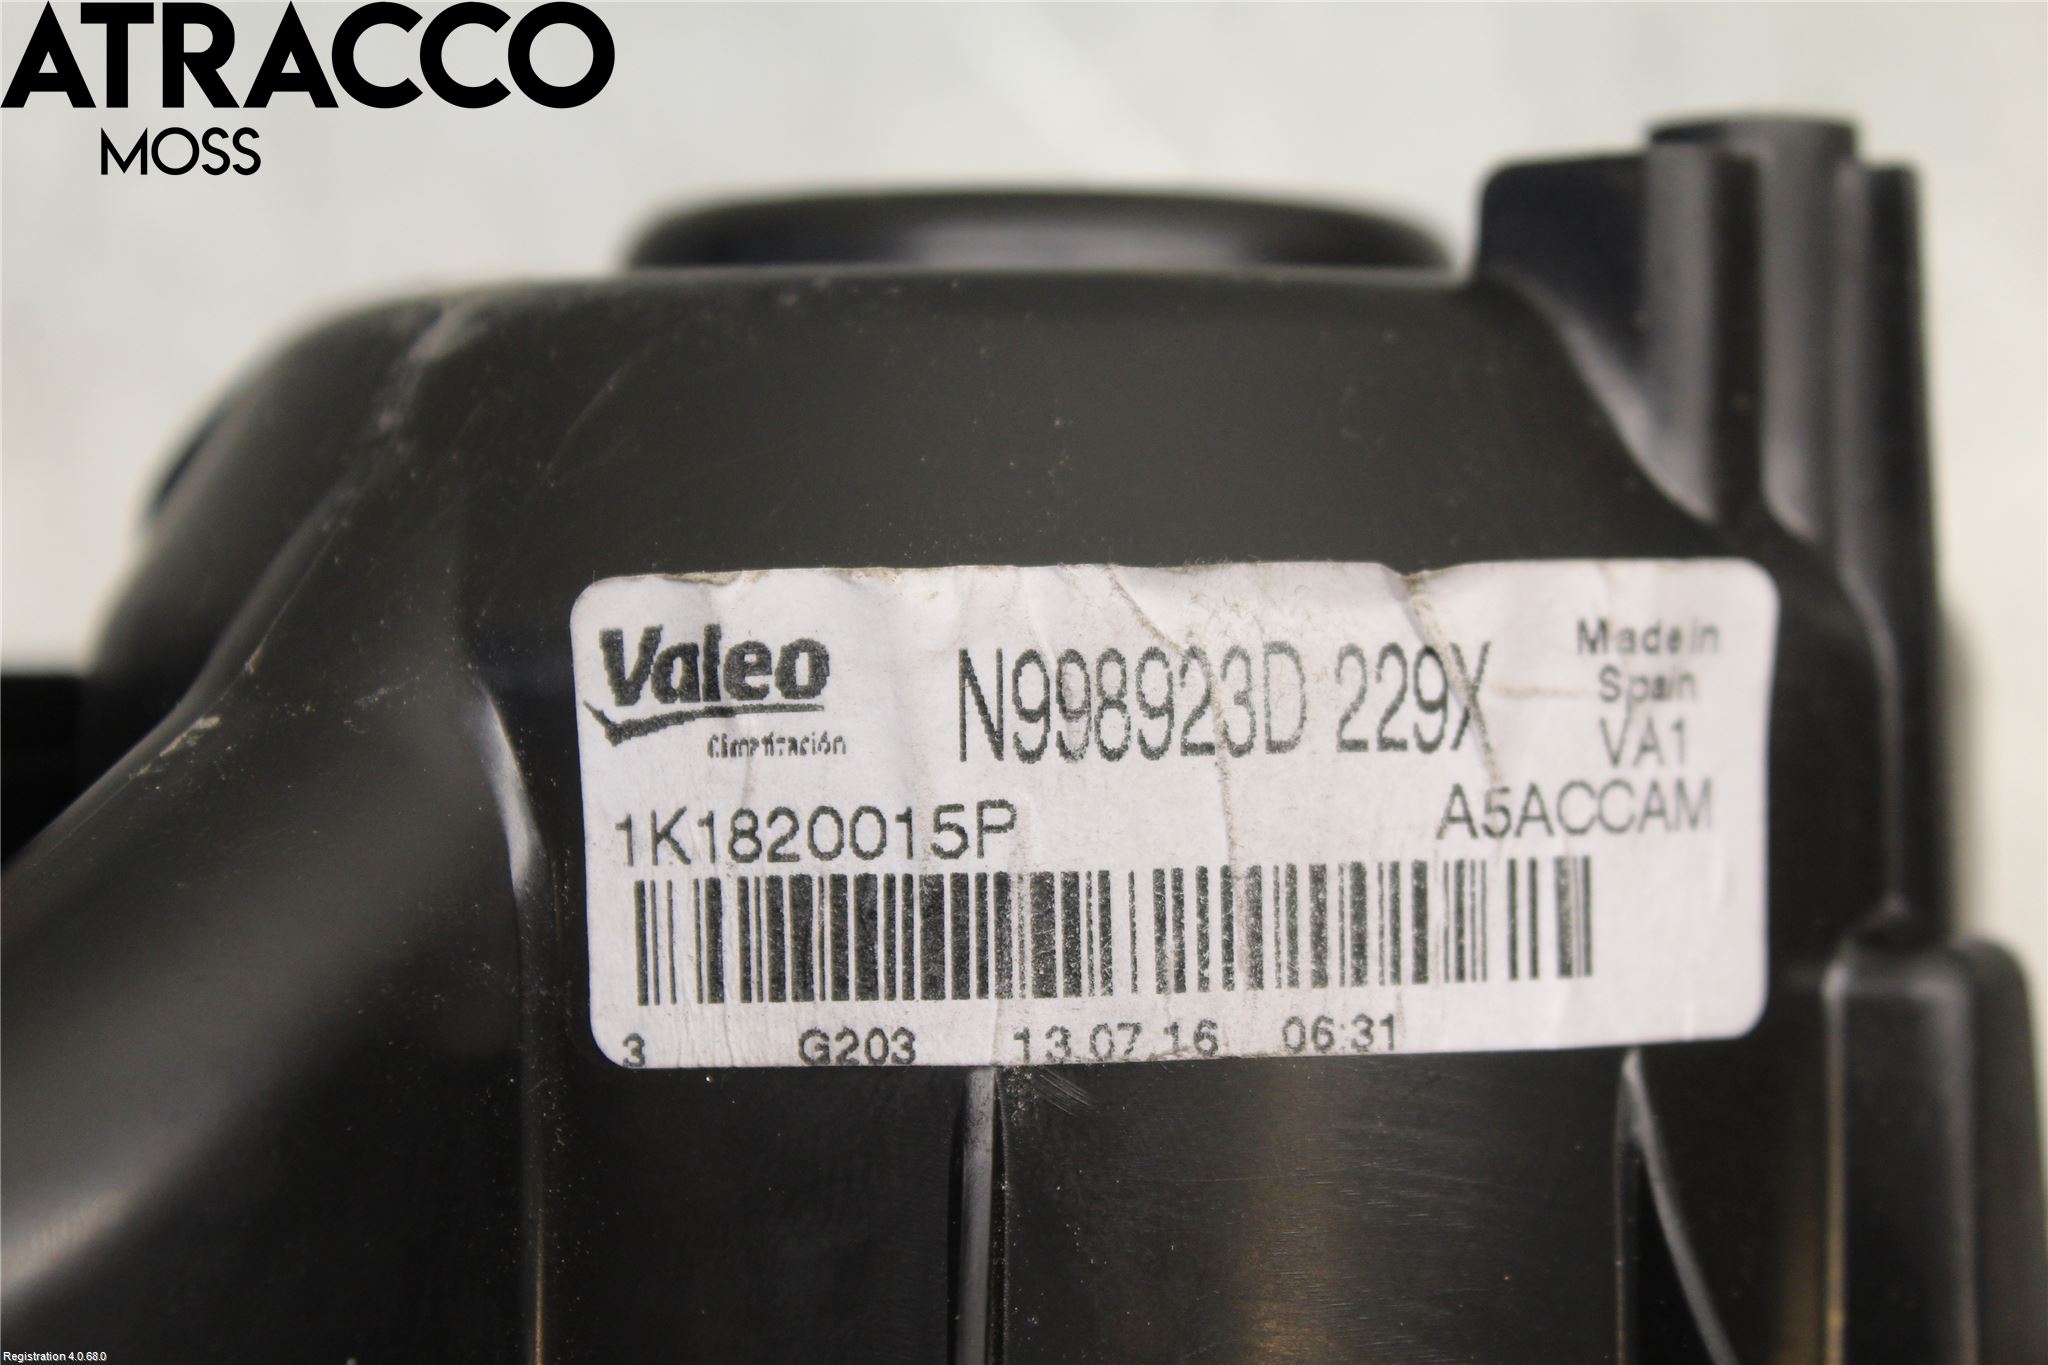 ATRACCO
MOSS
Valeo
Climatización
N998923D 229X
Made in
Spain
VA1
1K1820015P
A5ACCAM
3 G203 13.07.16 06:31
Registration 4.0.68.0